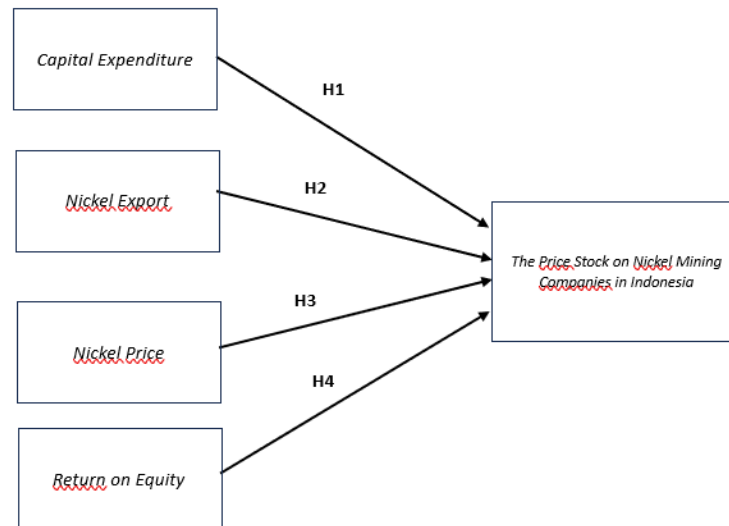 Capital Expenditure
H1
Nickel Export
H2
The Price Stock on Nickel Mining
Companies in Indonesia
H3
Nickel Price
H4
Return on Equity